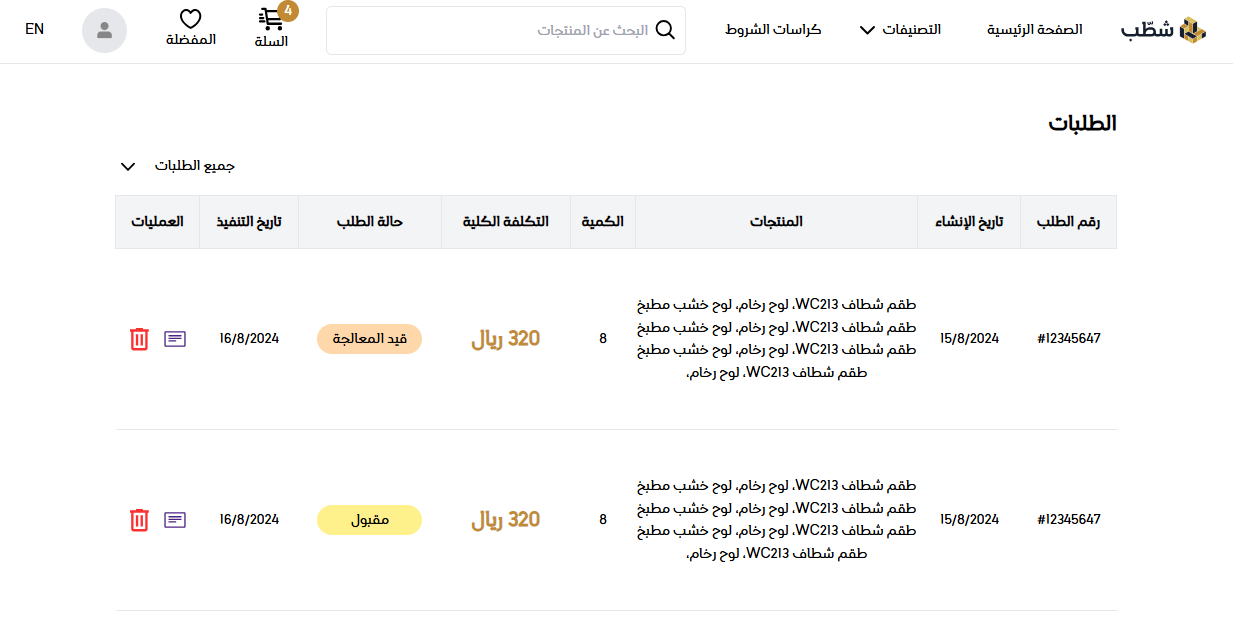 شطّب
الصفحة الرئيسية
التصنيفات
كراسات الشروط
البحث عن المنتجات
4
السلة
المفضلة
EN
الطلبات
جميع الطلبات
رقم الطلب
تاريخ الإنشاء
المنتجات
الكمية
التكلفة الكلية
حالة الطلب
تاريخ التنفيذ
العمليات
#12345647
15/8/2024
طقم شطاف WC213، لوح رخام، لوح خشب مطبخ
طقم شطاف WC213، لوح رخام، لوح خشب مطبخ
طقم شطاف WC213، لوح رخام، لوح خشب مطبخ
طقم شطاف WC213، لوح رخام،
8
320 ريال
قيد المعالجة
16/8/2024
#12345647
15/8/2024
طقم شطاف WC213، لوح رخام، لوح خشب مطبخ
طقم شطاف WC213، لوح رخام، لوح خشب مطبخ
طقم شطاف WC213، لوح رخام، لوح خشب مطبخ
طقم شطاف WC213، لوح رخام،
8
320 ريال
مقبول
16/8/2024